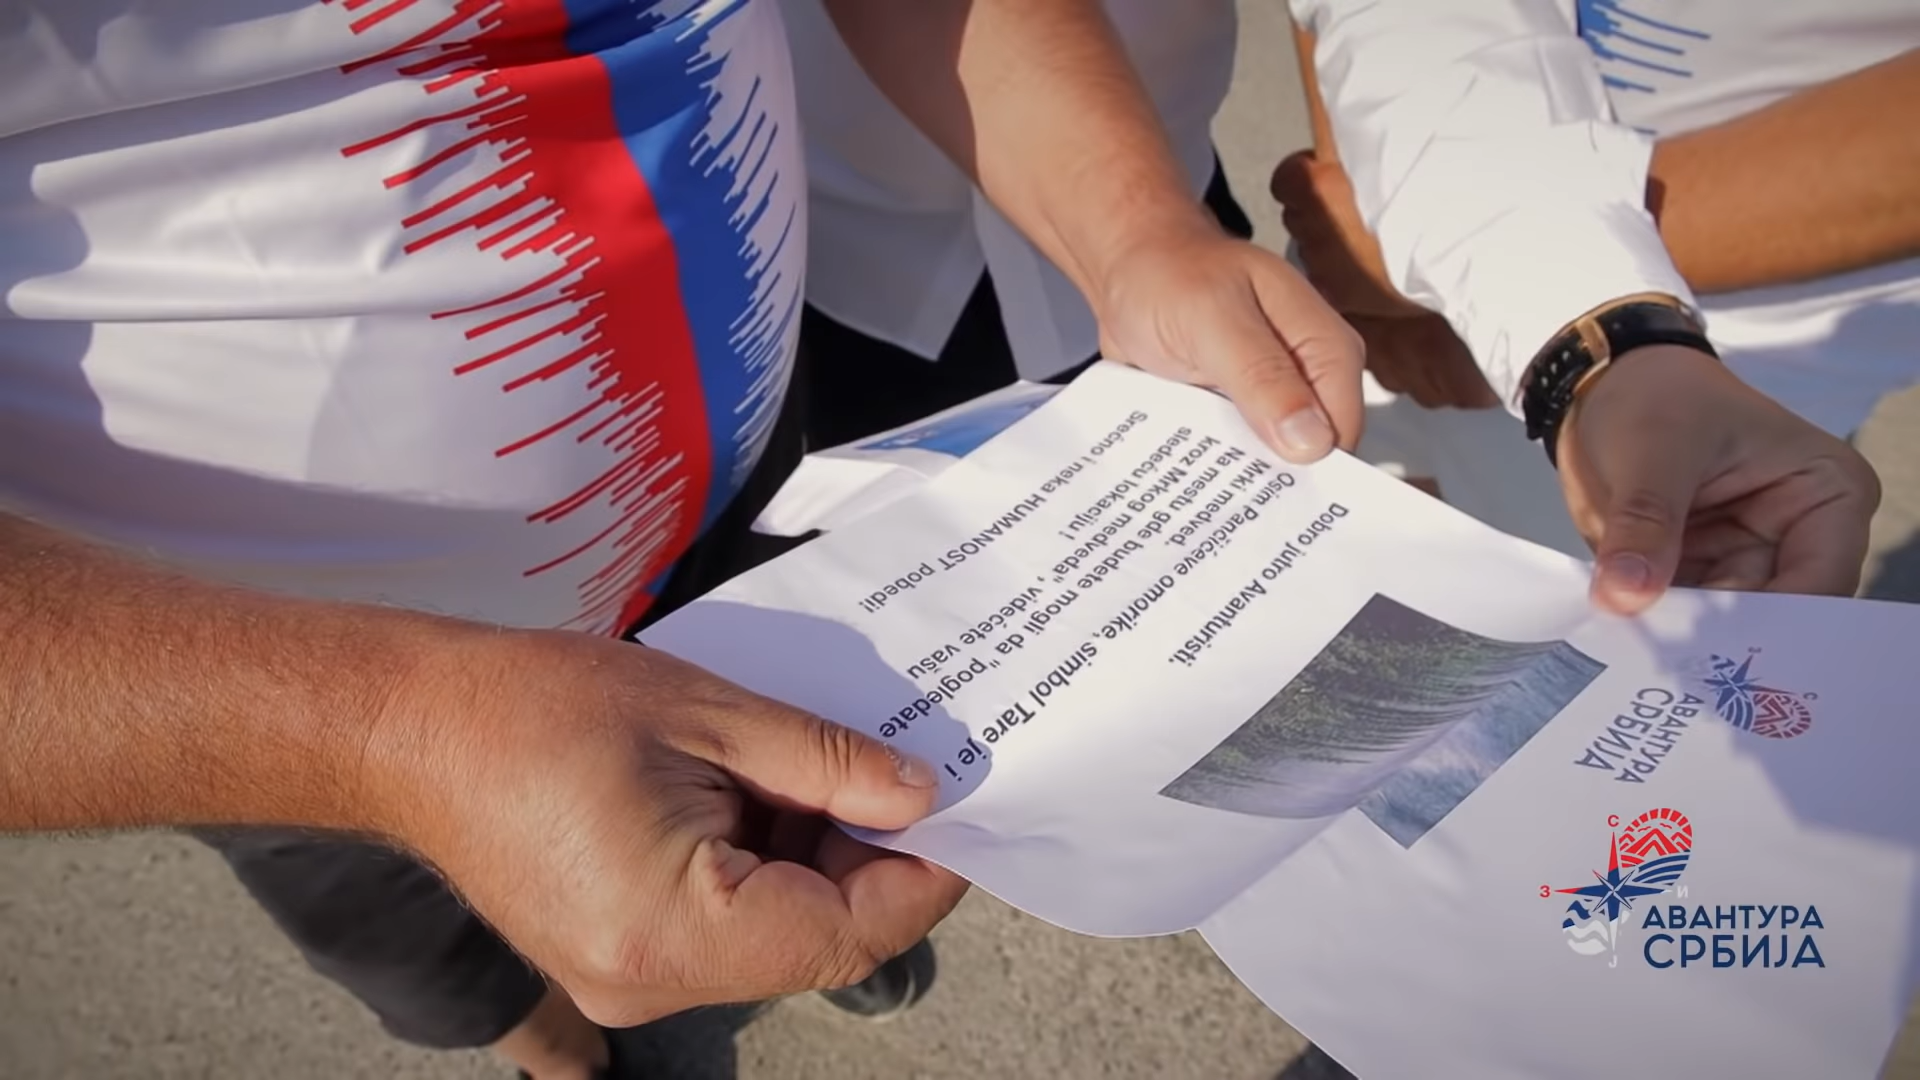 С
АВАНТУРА
СРБИЈА
Dobro jutro Avanturisti,
Osim Pančićeve omorike, simbol Tare je i
Mrki medved.
Na mestu gde budete mogli da "pogledate
kroz Mrkog medveda", videćete vašu
sledeću lokaciju !
Srećno i neka HUMANOST pobedi!
С
З
И
Ј
АВАНТУРА
СРБИЈА